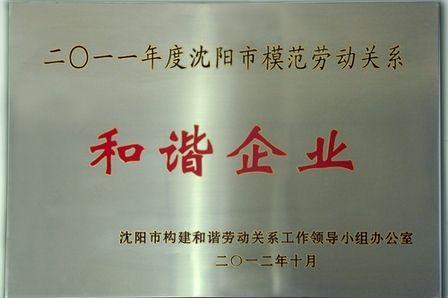 二〇一一年度沈阳市模范劳动关系
和谐企业
沈阳市构建和谐劳动关系工作领导小组办公室
二〇一二年十月